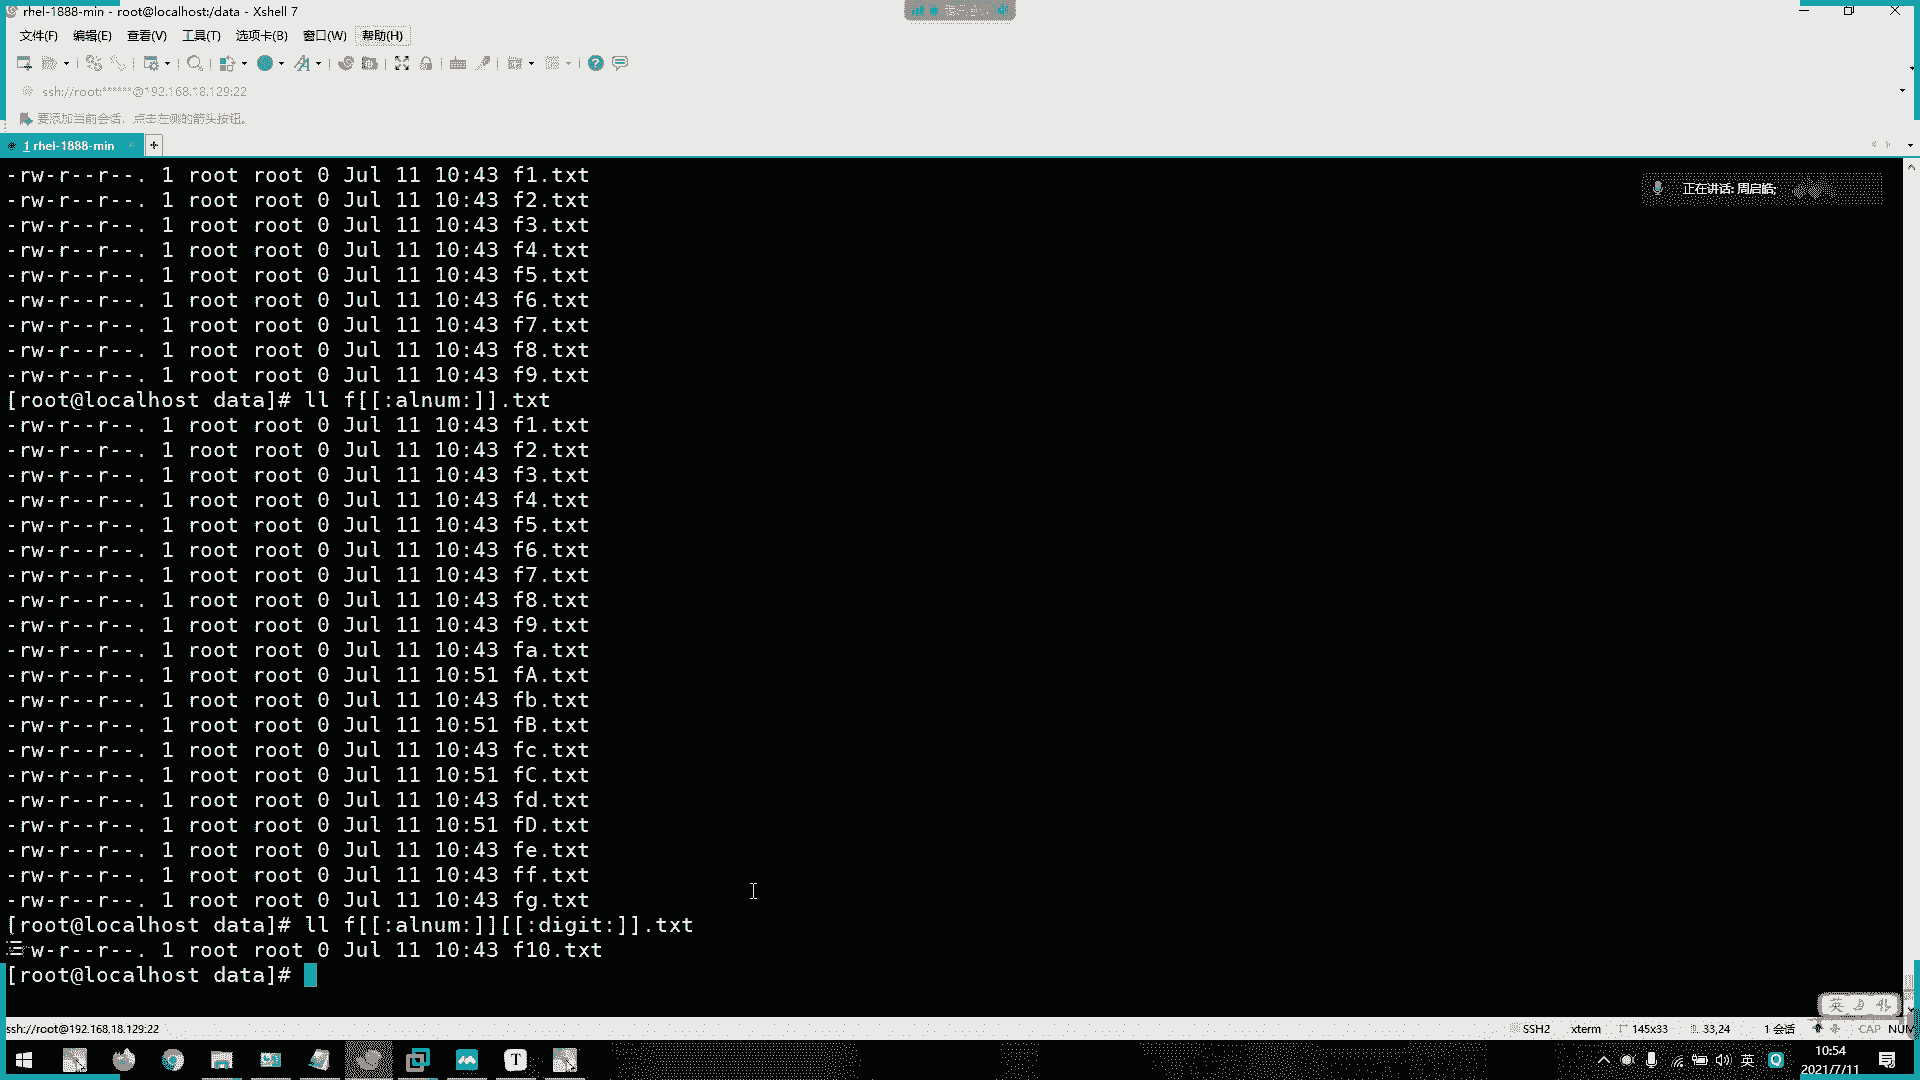 rhel-1888-min - root@localhost:/data - Xshell 7
文件(F) 编辑(E) 查看(V) 工具(T) 选项卡(B) 窗口(W) 帮助(H)
ssh://root:******@192.168.18.129:22
要添加当前会话，点击左侧的箭头按钮。
1 rhel-1888-min
-rw-r--r--. 1 root root 0 Jul 11 10:43 f1.txt
正在讲话: 周启皓;
-rw-r--r--. 1 root root 0 Jul 11 10:43 f2.txt
-rw-r--r--. 1 root root 0 Jul 11 10:43 f3.txt
-rw-r--r--. 1 root root 0 Jul 11 10:43 f4.txt
-rw-r--r--. 1 root root 0 Jul 11 10:43 f5.txt
-rw-r--r--. 1 root root 0 Jul 11 10:43 f6.txt
-rw-r--r--. 1 root root 0 Jul 11 10:43 f7.txt
-rw-r--r--. 1 root root 0 Jul 11 10:43 f8.txt
-rw-r--r--. 1 root root 0 Jul 11 10:43 f9.txt
[root@localhost data]# ll f[[:alnum:]].txt
-rw-r--r--. 1 root root 0 Jul 11 10:43 f1.txt
-rw-r--r--. 1 root root 0 Jul 11 10:43 f2.txt
-rw-r--r--. 1 root root 0 Jul 11 10:43 f3.txt
-rw-r--r--. 1 root root 0 Jul 11 10:43 f4.txt
-rw-r--r--. 1 root root 0 Jul 11 10:43 f5.txt
-rw-r--r--. 1 root root 0 Jul 11 10:43 f6.txt
-rw-r--r--. 1 root root 0 Jul 11 10:43 f7.txt
-rw-r--r--. 1 root root 0 Jul 11 10:43 f8.txt
-rw-r--r--. 1 root root 0 Jul 11 10:43 f9.txt
-rw-r--r--. 1 root root 0 Jul 11 10:43 fa.txt
-rw-r--r--. 1 root root 0 Jul 11 10:51 fA.txt
-rw-r--r--. 1 root root 0 Jul 11 10:43 fb.txt
-rw-r--r--. 1 root root 0 Jul 11 10:51 fB.txt
-rw-r--r--. 1 root root 0 Jul 11 10:43 fc.txt
-rw-r--r--. 1 root root 0 Jul 11 10:51 fC.txt
-rw-r--r--. 1 root root 0 Jul 11 10:43 fd.txt
-rw-r--r--. 1 root root 0 Jul 11 10:51 fD.txt
-rw-r--r--. 1 root root 0 Jul 11 10:43 fe.txt
-rw-r--r--. 1 root root 0 Jul 11 10:43 ff.txt
-rw-r--r--. 1 root root 0 Jul 11 10:43 fg.txt
[root@localhost data]# ll f[[:alnum:]][[:digit:]].txt
-rw-r--r--. 1 root root 0 Jul 11 10:43 f10.txt
[root@localhost data]#
英
ssh://root@192.168.18.129:22 SSH2 xterm 145x33 33,24 1 会话 CAP NUM
英 10:54
2021/7/11